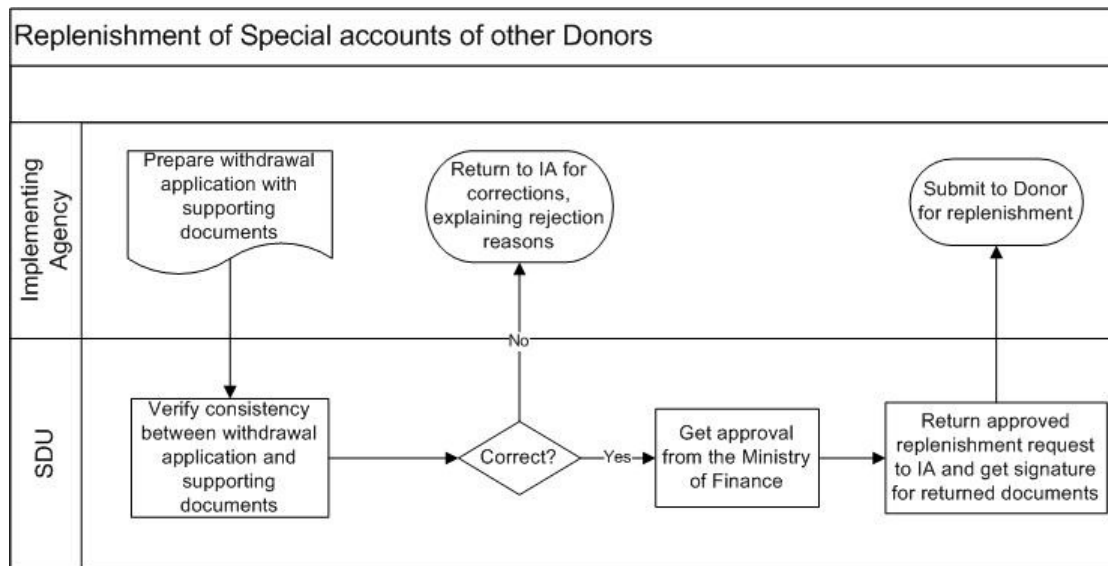 Replenishment of Special accounts of other Donors
Implementing
Agency
Prepare withdrawal
application with
supporting
documents
Return to IA for
corrections,
explaining rejection
reasons
Submit to Donor
for replenishment
No
SDU
Verify consistency
between withdrawal
application and
supporting
documents
Correct?
Yes
Get approval
from the Ministry
of Finance
Return approved
replenishment request
to IA and get signature
for returned documents